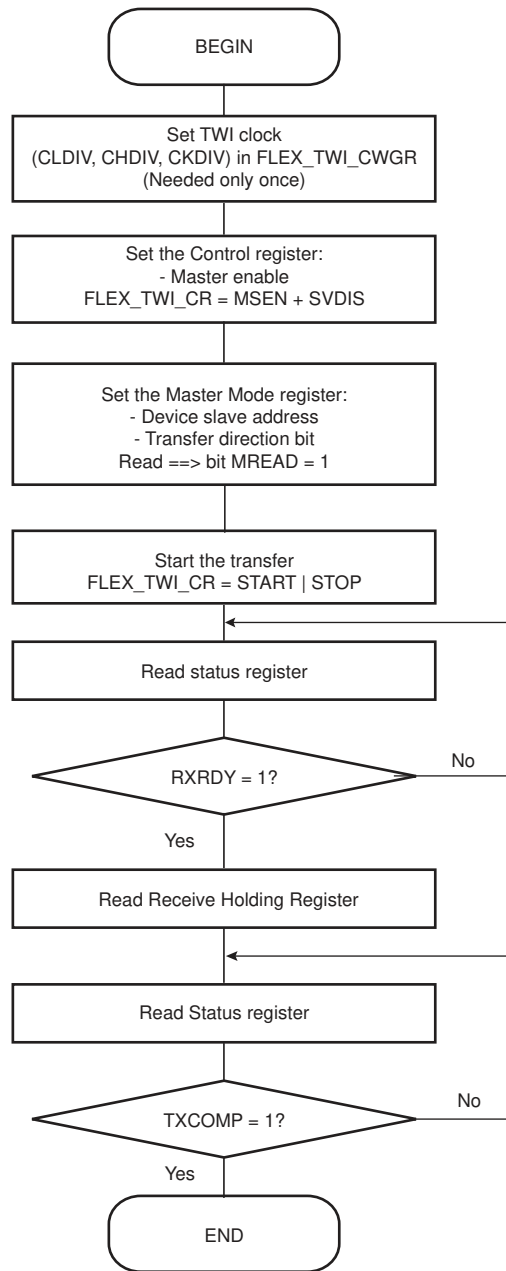 BEGIN
Set TWI clock
(CLDIV, CHDIV, CKDIV) in FLEX_TWI_CWGR
(Needed only once)
Set the Control register:
- Master enable
FLEX_TWI_CR = MSEN + SVDIS
Set the Master Mode register:
- Device slave address
- Transfer direction bit
Read ==> bit MREAD = 1
Start the transfer
FLEX_TWI_CR = START | STOP
Read status register
RXRDY = 1?
No
Yes
Read Receive Holding Register
Read Status register
TXCOMP = 1?
No
Yes
END